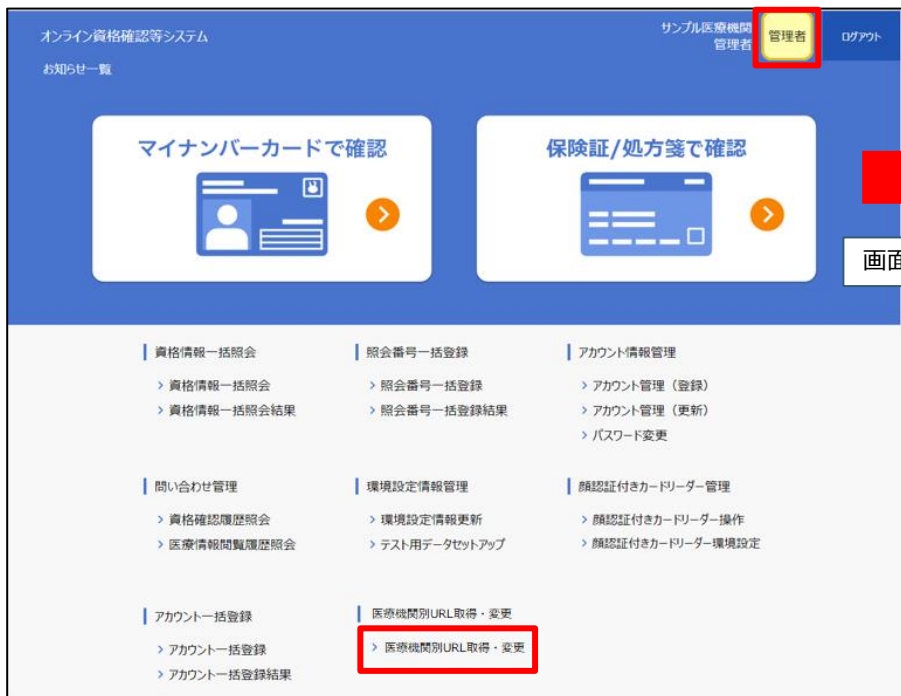 オンライン資格確認等システム
サンプル医療機関
管理者
管理者
ログアウト
お知らせ一覧
マイナンバーカードで確認
保険証/処方箋で確認
画面
資格情報一括照会
資格情報一括照会
資格情報一括照会結果
照会番号一括登録
照会番号一括登録
照会番号一括登録結果
アカウント情報管理
アカウント管理（登録）
アカウント管理（更新）
パスワード変更
問い合わせ管理
資格確認履歴照会
医療情報閲覧履歴照会
環境設定情報管理
環境設定情報更新
テスト用データセットアップ
顔認証付きカードリーダー管理
顔認証付きカードリーダー操作
顔認証付きカードリーダー環境設定
アカウント一括登録
アカウント一括登録
アカウント一括登録結果
医療機関別URL取得・変更
医療機関別URL取得・変更